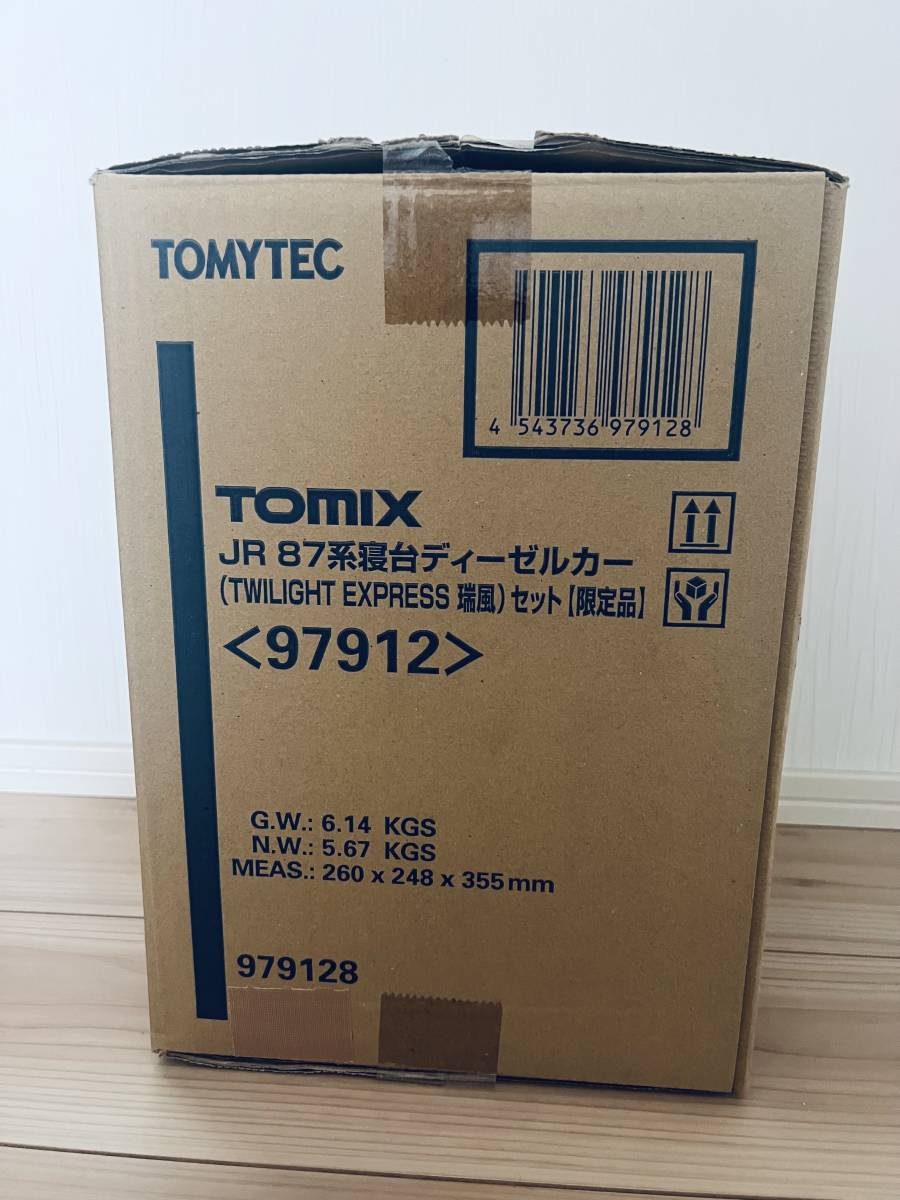 TOMYTEC
4 543736 979128
TOMIX
JR 87系寝台ディーゼルカー
(TWILIGHT EXPRESS 瑞風) セット【限定品】
<97912>
G.W.: 6.14 KGS
N.W.: 5.67 KGS
MEAS.: 260 x 248 x 355mm
979128